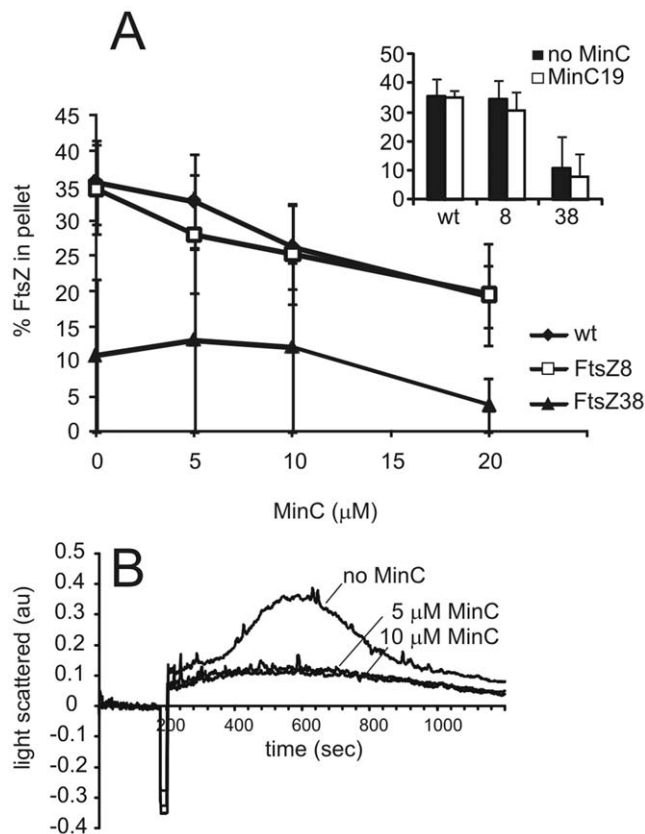 A
50
40
30
20
10
0
no MinC
MinC19
wt 8 38
45
40
35
30
25
20
15
10
5
0
% FtsZ in pellet
wt
FtsZ8
FtsZ38
0 5 10 15 20
MinC (μM)
B
0.5
0.4
0.3
0.2
0.1
0
-0.1
-0.2
-0.3
-0.4
light scattered (au)
no MinC
5 μM MinC
10 μM MinC
200 400 600 800 1000
time (sec)